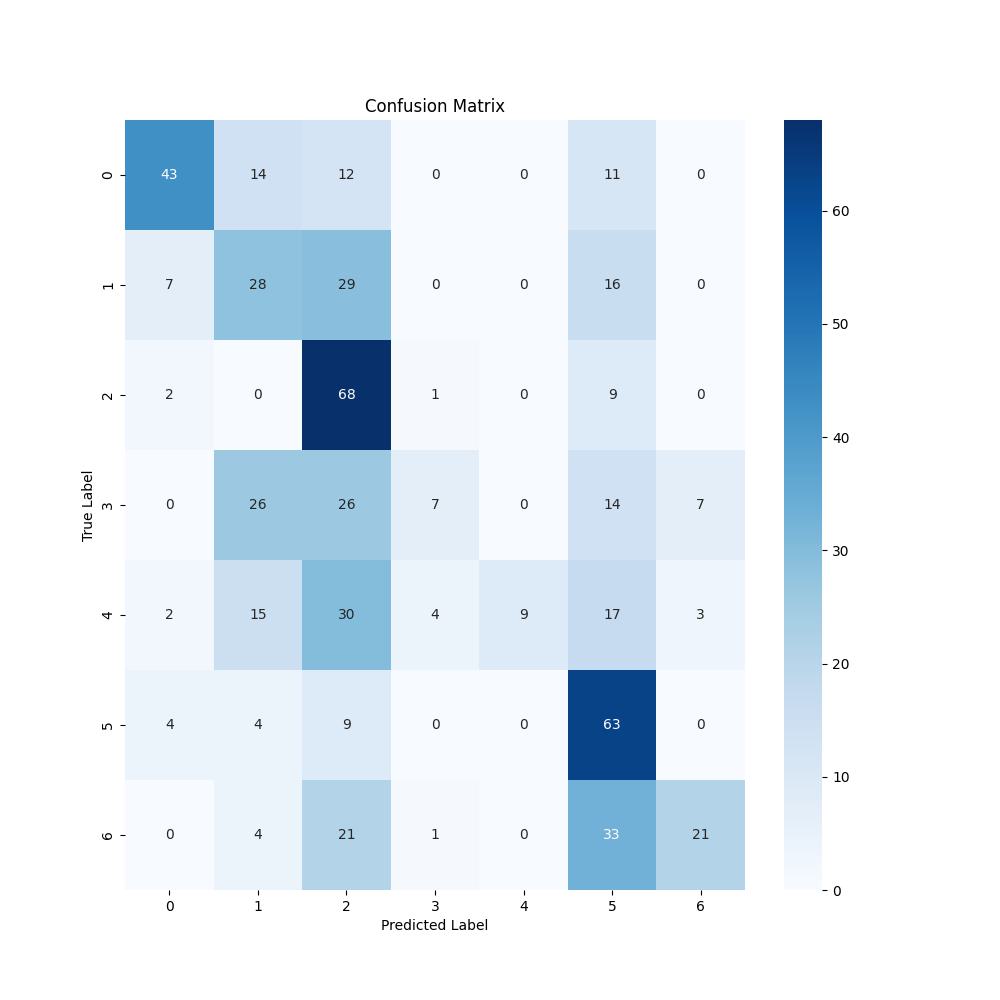 Confusion Matrix
0 43 14 12 0 0 11 0
1 7 28 29 0 0 16 0
2 2 0 68 1 0 9 0
3 0 26 26 7 0 14 7
4 2 15 30 4 9 17 3
5 4 4 9 0 0 63 0
6 0 4 21 1 0 33 21
0 1 2 3 4 5 6
True Label
Predicted Label
60
50
40
30
20
10
0